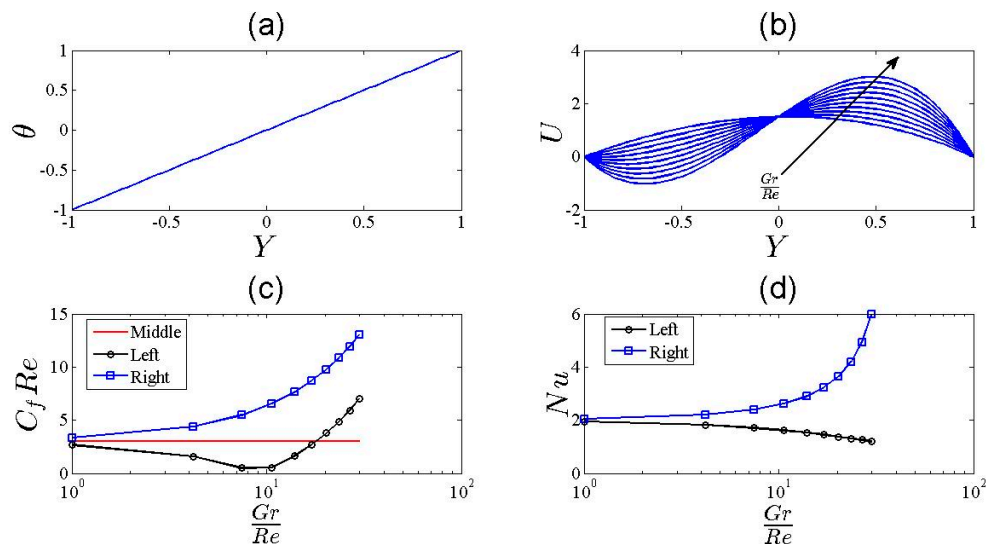 (a)
1
0.5
0
-0.5
-1
θ
-1 -0.5 0 0.5 1
Y
(b)
4
2
0
-2
U
Gr
Re
-1 -0.5 0 0.5 1
Y
(c)
15
10
5
0
C_f Re
Middle
Left
Right
10^0 10^1 10^2
Gr
Re
(d)
6
4
2
0
Nu
Left
Right
10^0 10^1 10^2
Gr
Re